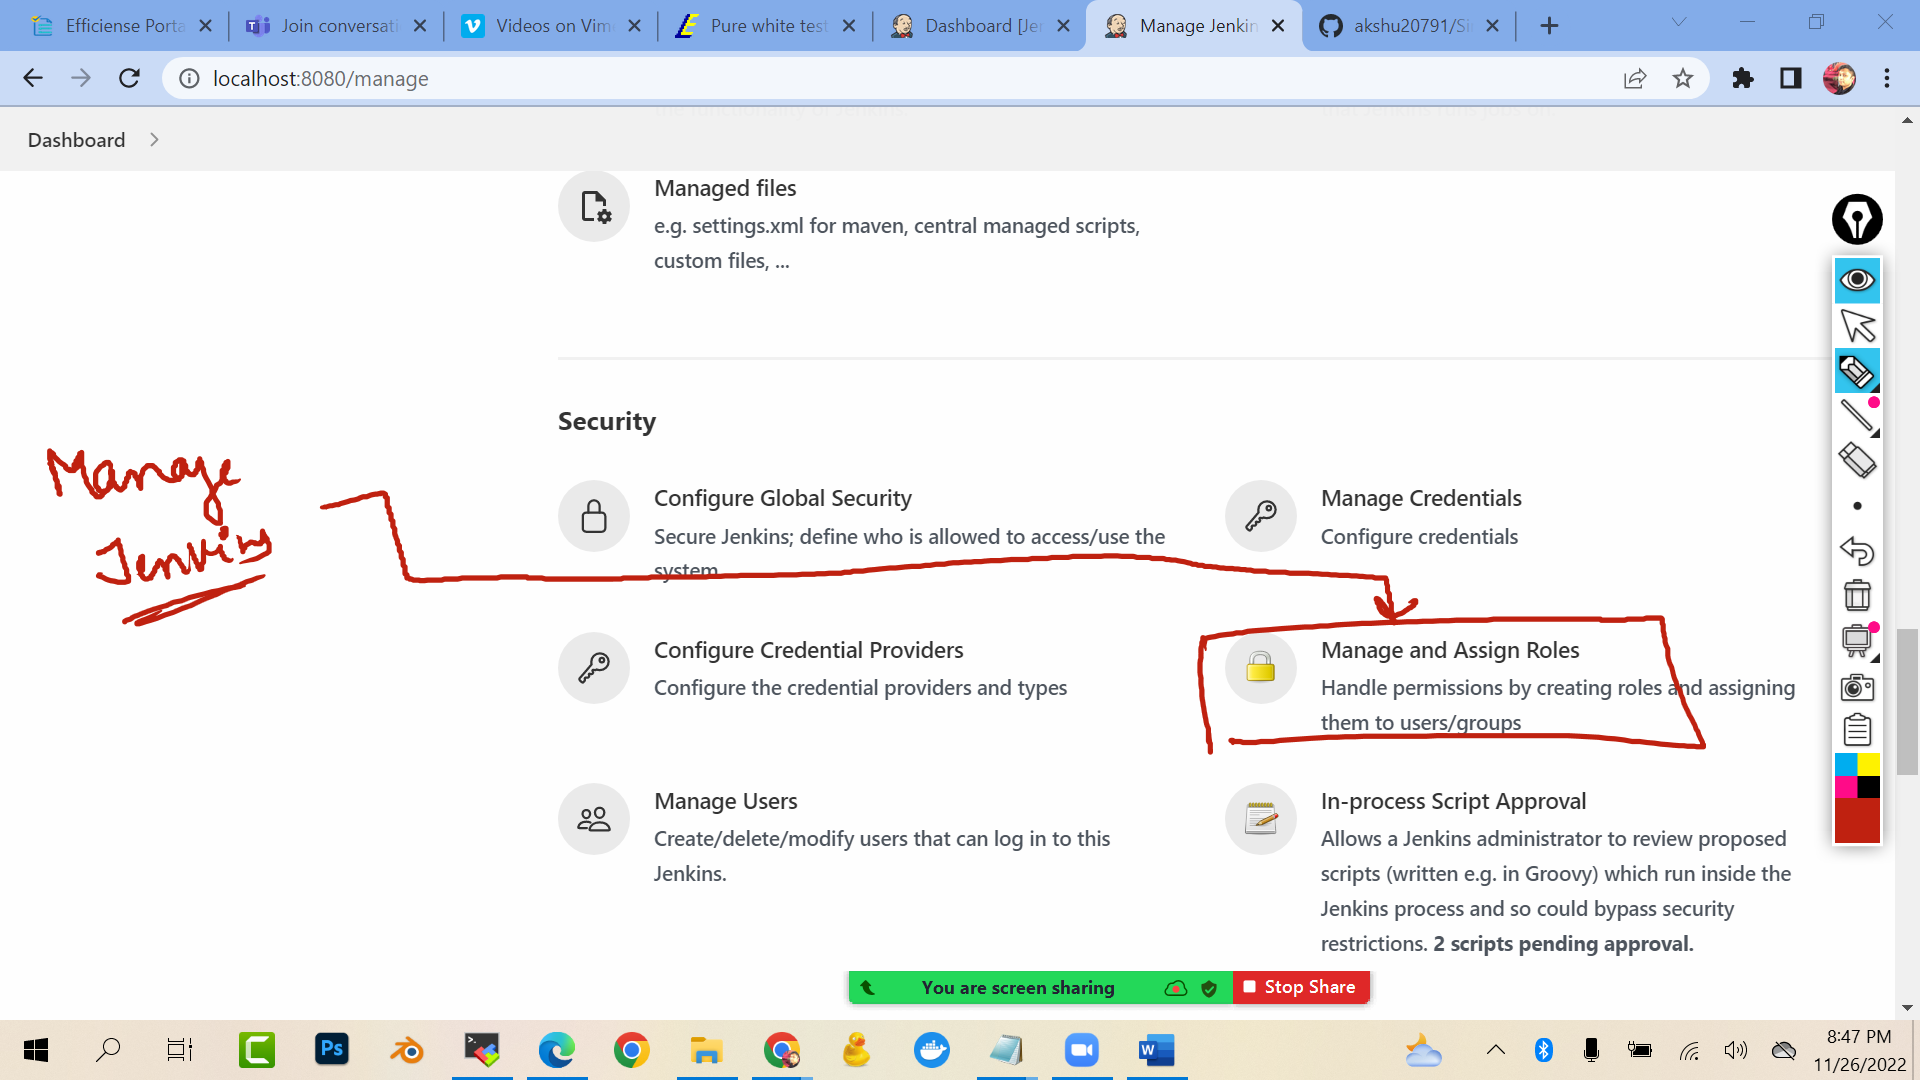 Efficiense Porta
Join conversati
Videos on Vim
Pure white test
Dashboard [Je
Manage Jenkin
akshu20791/Si
localhost:8080/manage
Dashboard
Managed files
e.g. settings.xml for maven, central managed scripts,
custom files, ...
Security
Manage
Jenkins
Configure Global Security
Secure Jenkins; define who is allowed to access/use the
system
Manage Credentials
Configure credentials
Configure Credential Providers
Configure the credential providers and types
Manage and Assign Roles
Handle permissions by creating roles and assigning
them to users/groups
Manage Users
Create/delete/modify users that can log in to this
Jenkins.
In-process Script Approval
Allows a Jenkins administrator to review proposed
scripts (written e.g. in Groovy) which run inside the
Jenkins process and so could bypass security
restrictions. 2 scripts pending approval.
You are screen sharing
Stop Share
Ps
W
8:47 PM
11/26/2022